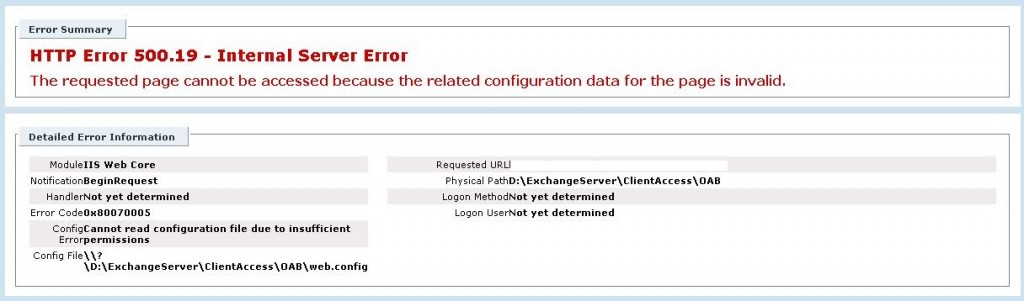 Error Summary
HTTP Error 500.19 - Internal Server Error
The requested page cannot be accessed because the related configuration data for the page is invalid.
Detailed Error Information
Module IIS Web Core
Notification BeginRequest
Handler Not yet determined
Error Code 0x80070005
Config Error Cannot read configuration file due to insufficient permissions
Config File \\?\D:\ExchangeServer\ClientAccess\OAB\web.config
Requested URL
Physical Path D:\ExchangeServer\ClientAccess\OAB
Logon Method Not yet determined
Logon User Not yet determined